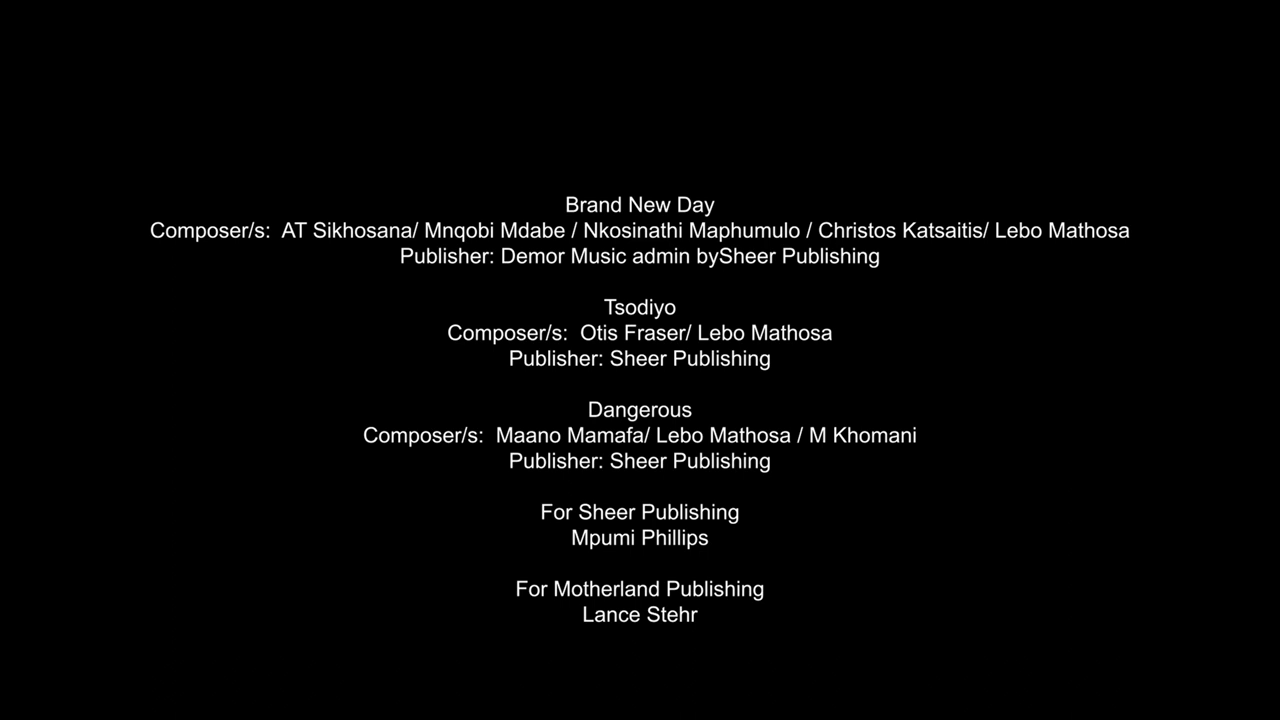 Brand New Day
Composer/s:  AT Sikhosana/ Mnqobi Mdabe / Nkosinathi Maphumulo / Christos Katsaitis/ Lebo Mathosa
Publisher: Demor Music admin bySheer Publishing
Tsodiyo
Composer/s:  Otis Fraser/ Lebo Mathosa
Publisher: Sheer Publishing
Dangerous
Composer/s:  Maano Mamafa/ Lebo Mathosa / M Khomani
Publisher: Sheer Publishing
For Sheer Publishing
Mpumi Phillips
For Motherland Publishing
Lance Stehr